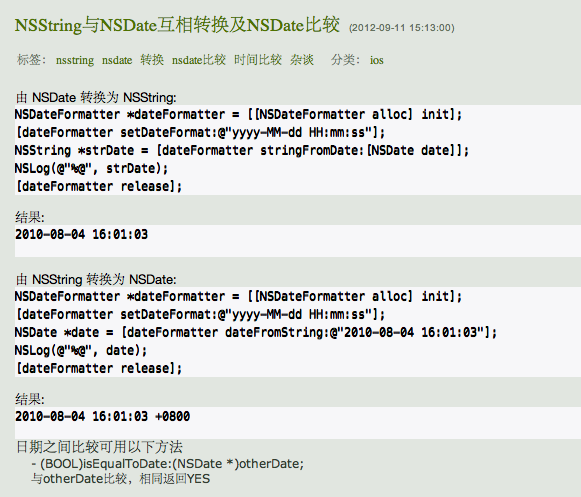 NSString与NSDate互相转换及NSDate比较 (2012-09-11 15:13:00)
标签： nsstring nsdate 转换 nsdate比较 时间比较 杂谈 分类： ios
由 NSDate 转换为 NSString:
NSDateFormatter *dateFormatter = [[NSDateFormatter alloc] init];
[dateFormatter setDateFormat:@"yyyy-MM-dd HH:mm:ss"];
NSString *strDate = [dateFormatter stringFromDate:[NSDate date]];
NSLog(@"%@", strDate);
[dateFormatter release];
结果:
2010-08-04 16:01:03
由 NSString 转换为 NSDate:
NSDateFormatter *dateFormatter = [[NSDateFormatter alloc] init];
[dateFormatter setDateFormat:@"yyyy-MM-dd HH:mm:ss"];
NSDate *date = [dateFormatter dateFromString:@"2010-08-04 16:01:03"];
NSLog(@"%@", date);
[dateFormatter release];
结果:
2010-08-04 16:01:03 +0800
日期之间比较可用以下方法
- (BOOL)isEqualToDate:(NSDate *)otherDate;
与otherDate比较，相同返回YES